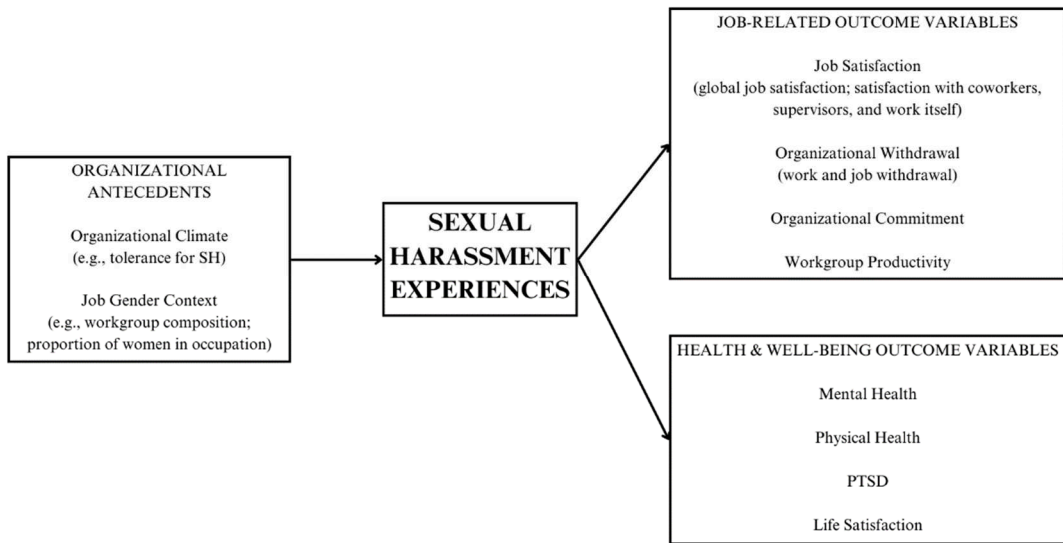 ORGANIZATIONAL
ANTECEDENTS
Organizational Climate
(e.g., tolerance for SH)
Job Gender Context
(e.g., workgroup composition;
proportion of women in occupation)
SEXUAL
HARASSMENT
EXPERIENCES
JOB-RELATED OUTCOME VARIABLES
Job Satisfaction
(global job satisfaction; satisfaction with coworkers,
supervisors, and work itself)
Organizational Withdrawal
(work and job withdrawal)
Organizational Commitment
Workgroup Productivity
HEALTH & WELL-BEING OUTCOME VARIABLES
Mental Health
Physical Health
PTSD
Life Satisfaction